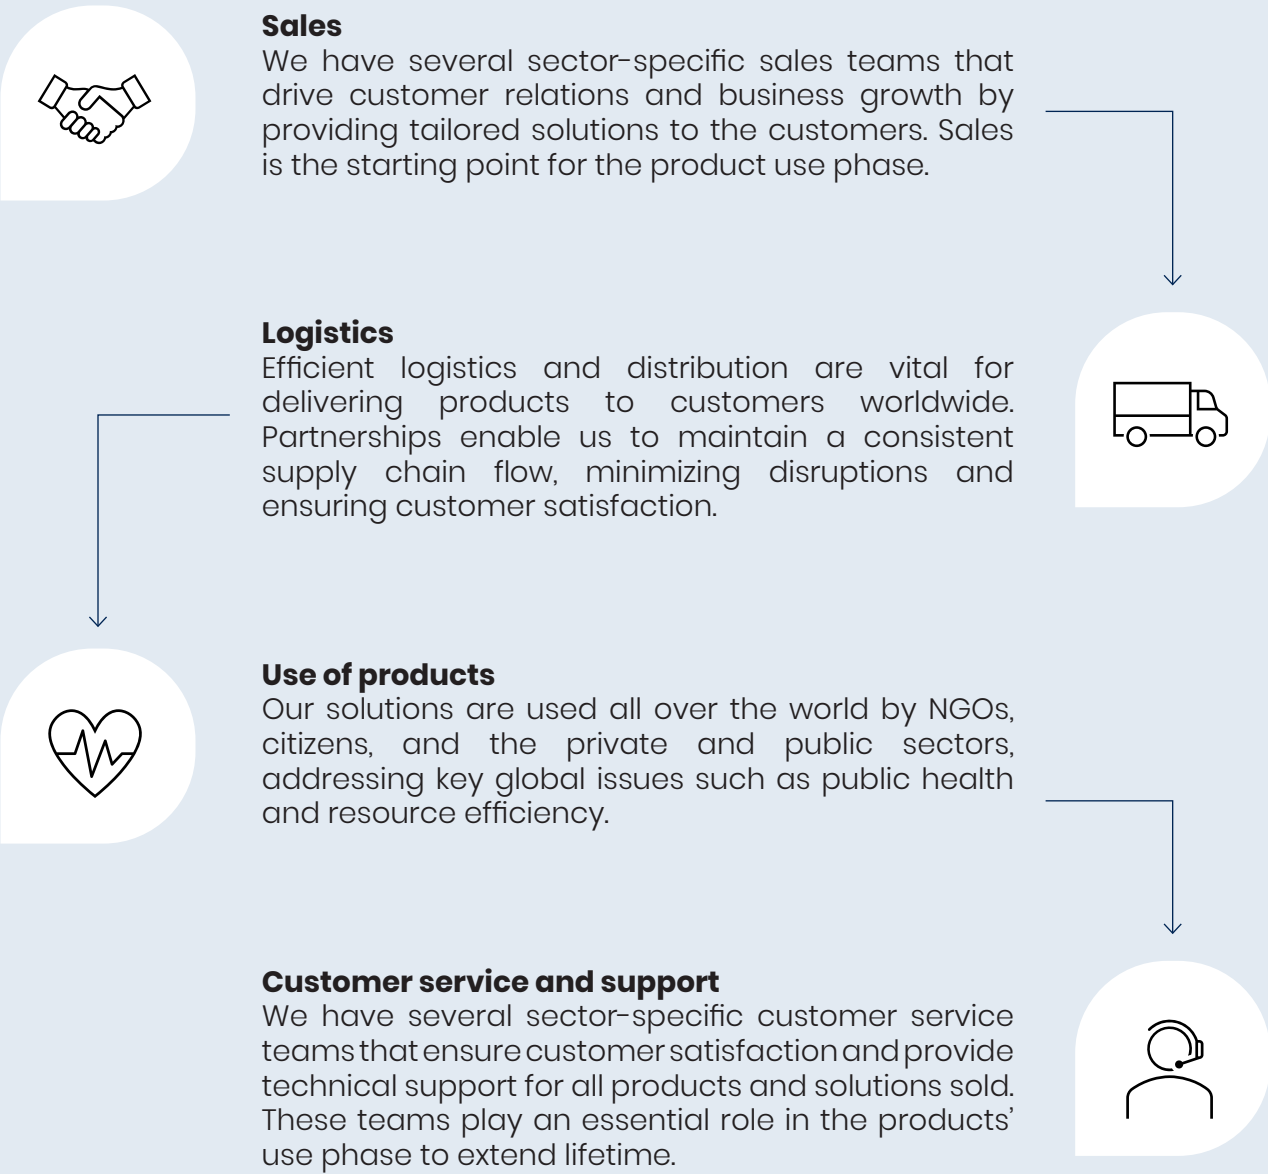 Sales
We have several sector-specific sales teams that
drive customer relations and business growth by
providing tailored solutions to the customers. Sales
is the starting point for the product use phase.
Logistics
Efficient logistics and distribution are vital for
delivering products to customers worldwide.
Partnerships enable us to maintain a consistent
supply chain flow, minimizing disruptions and
ensuring customer satisfaction.
Use of products
Our solutions are used all over the world by NGOs,
citizens, and the private and public sectors,
addressing key global issues such as public health
and resource efficiency.
Customer service and support
We have several sector-specific customer service
teams that ensure customer satisfaction and provide
technical support for all products and solutions sold.
These teams play an essential role in the products’
use phase to extend lifetime.